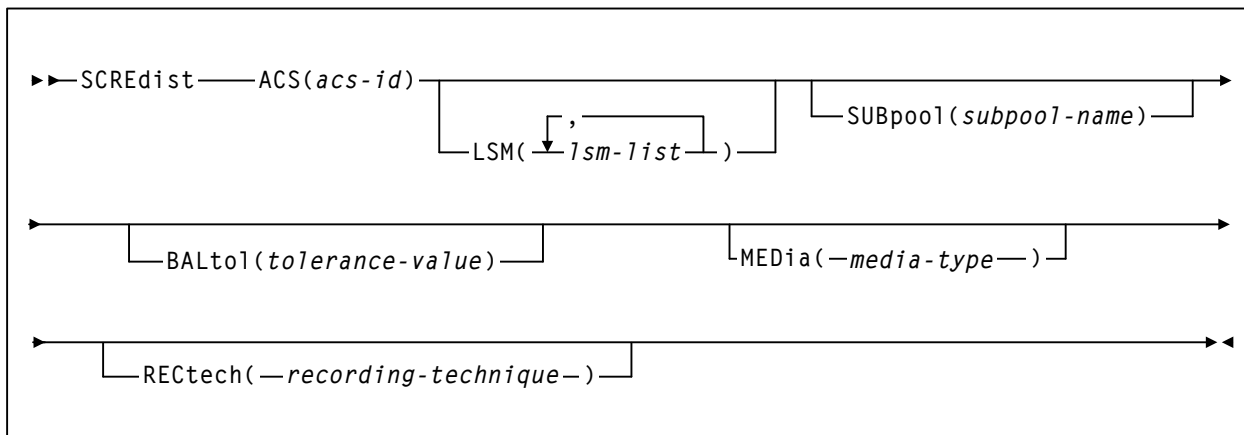 SCREdist ACS(acs-id)
SUBpool(subpool-name)
,
LSM( lsm-list )
BALtol(tolerance-value) MEDia( media-type )
RECtech( recording-technique )